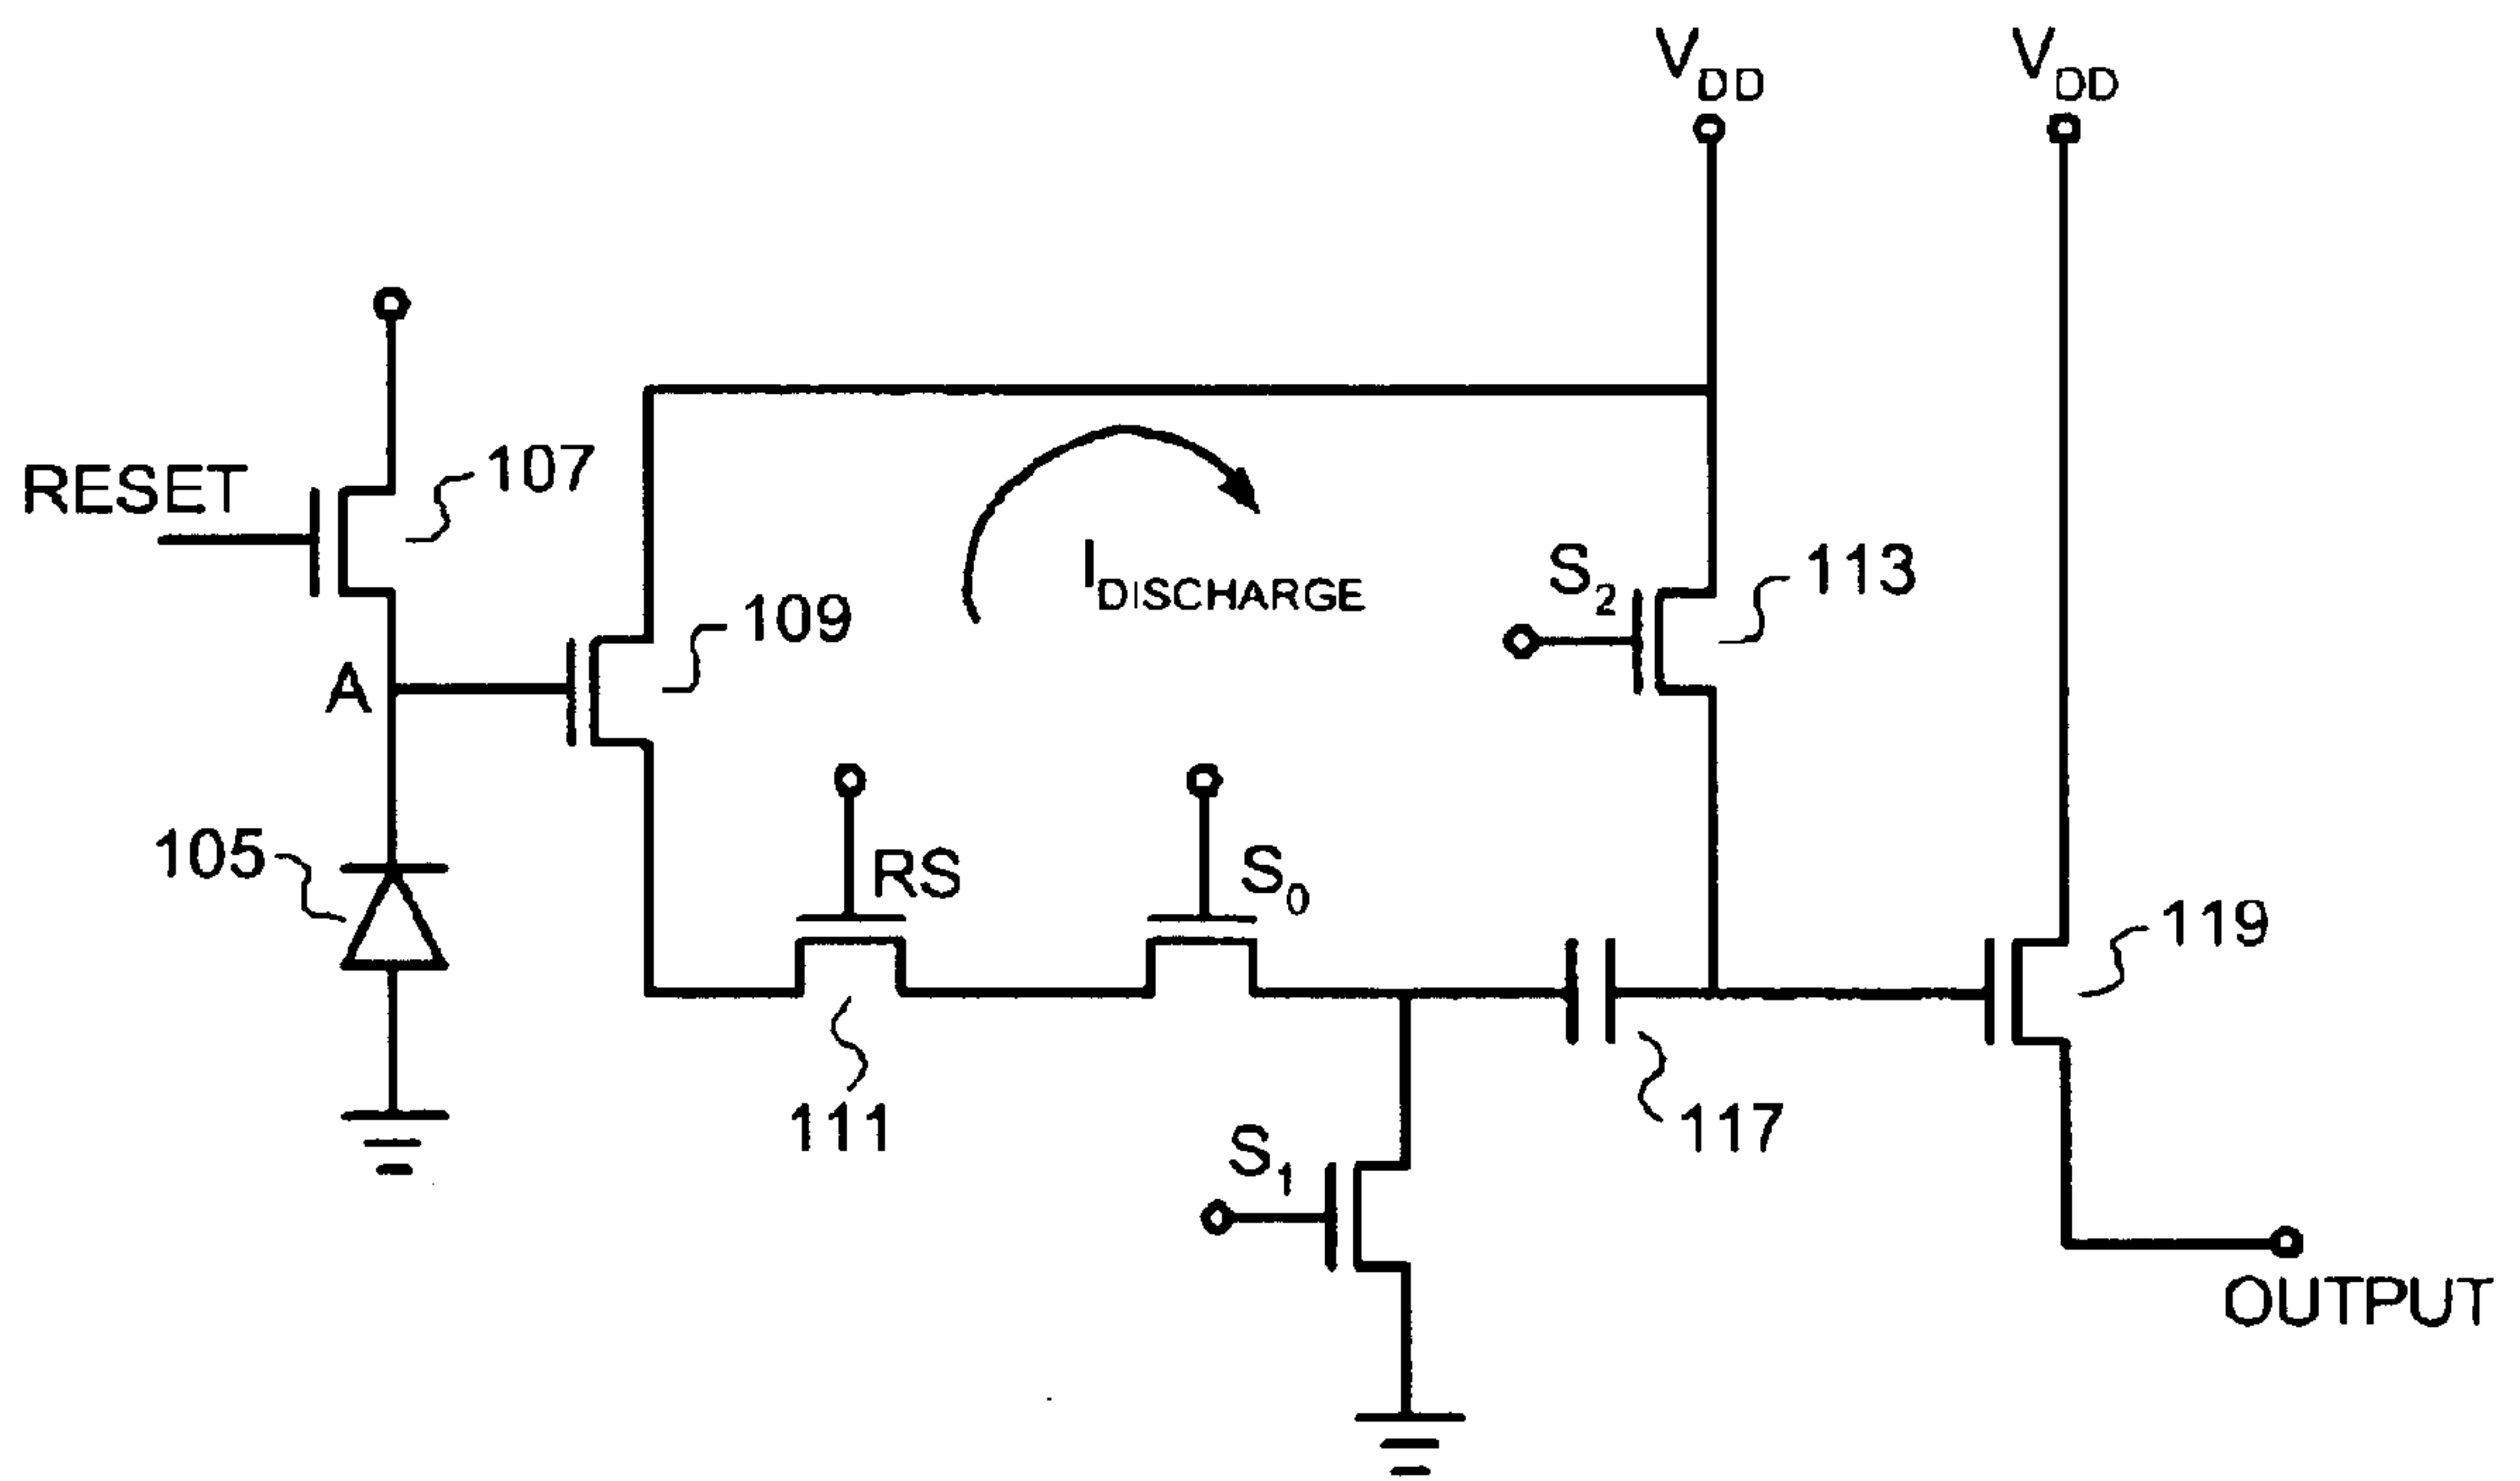 VDD
VDD
RESET
107
109
IDISCHARGE
S2
113
A
105
RS
S0
119
111
117
S1
OUTPUT